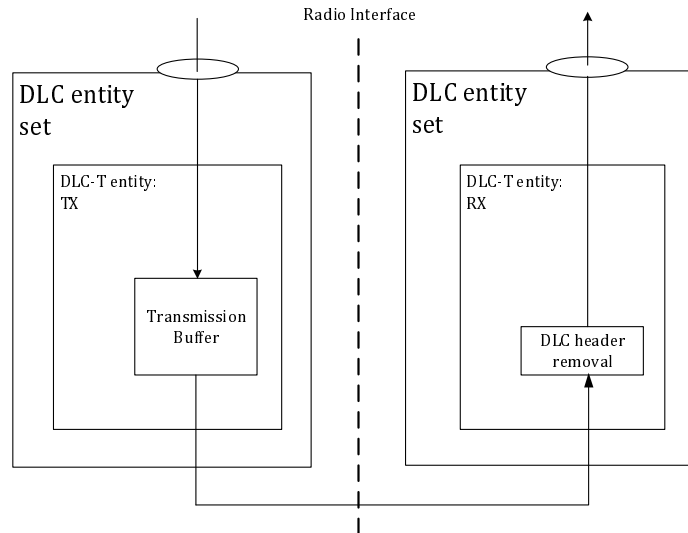 Radio Interface
DLC entity
set
DLC-T entity:
TX
Transmission
Buffer
DLC entity
set
DLC-T entity:
RX
DLC header
removal